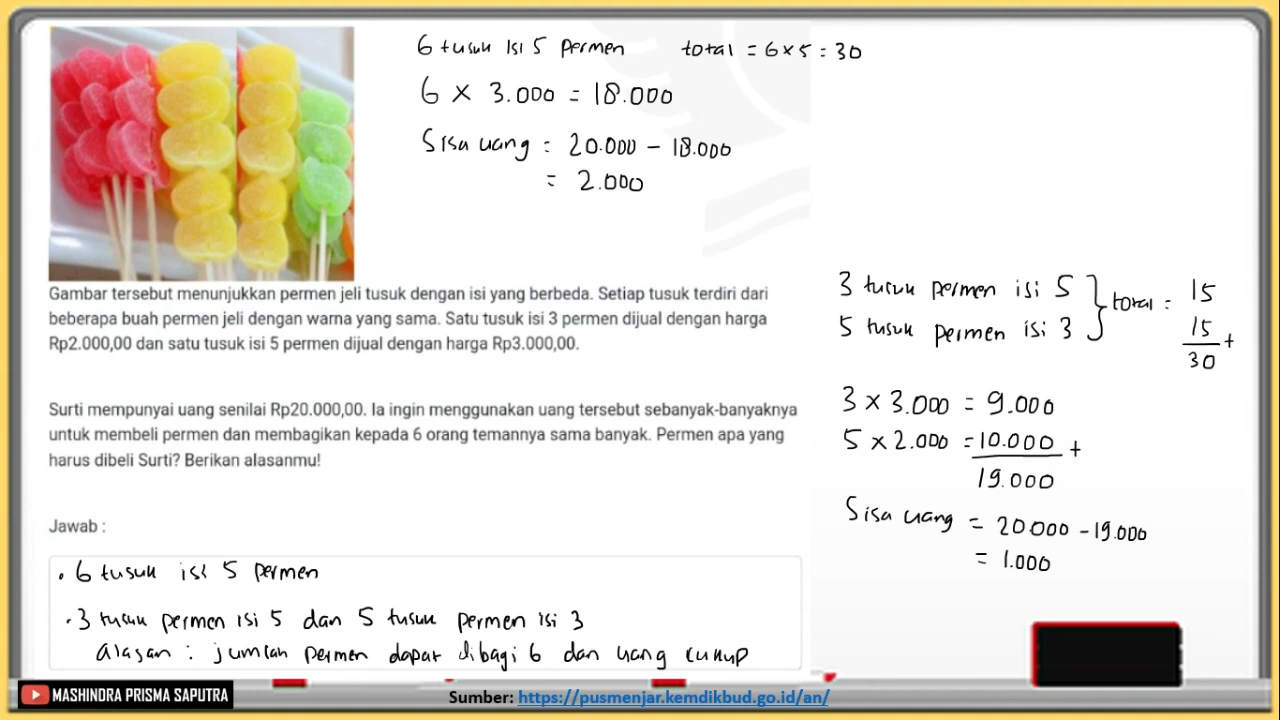 6 tusuk isi 5 permen total = 6 x 5 = 30
6 x 3.000 = 18.000
Sisa uang = 20.000 - 18.000
= 2.000
Gambar tersebut menunjukkan permen jeli tusuk dengan isi yang berbeda. Setiap tusuk terdiri dari
beberapa buah permen jeli dengan warna yang sama. Satu tusuk isi 3 permen dijual dengan harga
Rp2.000,00 dan satu tusuk isi 5 permen dijual dengan harga Rp3.000,00.
Surti mempunyai uang senilai Rp20.000,00. Ia ingin menggunakan uang tersebut sebanyak-banyaknya
untuk membeli permen dan membagikan kepada 6 orang temannya sama banyak. Permen apa yang
harus dibeli Surti? Berikan alasanmu!
Jawab :
• 6 tusuk isi 5 permen
• 3 tusuk permen isi 5 dan 5 tusuk permen isi 3
alasan : jumlah permen dapat dibagi 6 dan uang cukup
3 tusuk permen isi 5 } total = 15
5 tusuk permen isi 3 15 +
30
3 x 3.000 = 9.000
5 x 2.000 = 10.000 +
19.000
Sisa uang = 20.000 - 19.000
= 1.000
MASHINDRA PRISMA SAPUTRA
Sumber: https://pusmenjar.kemdikbud.go.id/an/